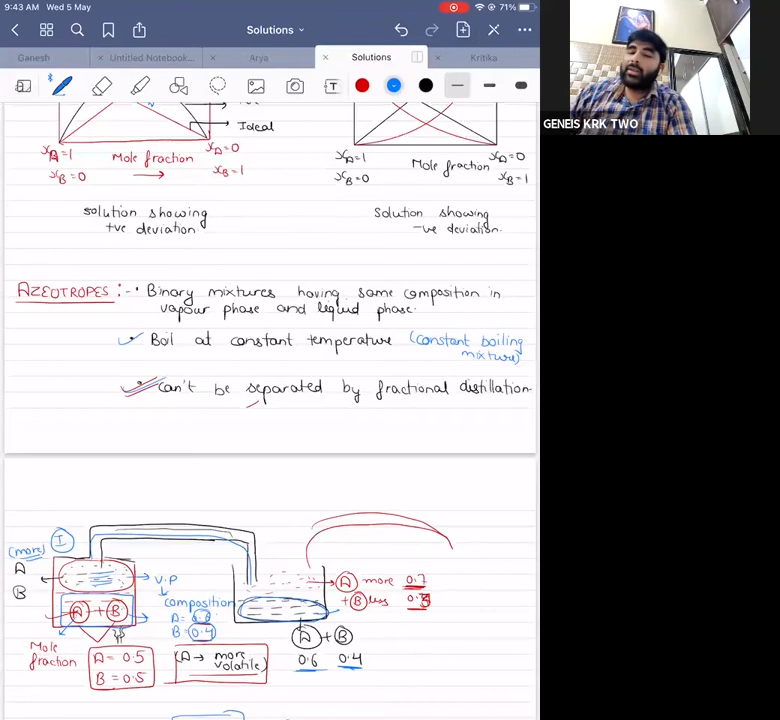 9:43 AM Wed 5 May
71%
Solutions
Ganesh
Untitled Notebook...
Arya
Solutions
Kritika
GENEIS KRK TWO
Ideal
xA=1
xB=0
Mole fraction
xA=0
xB=1
xA=1
xB=0
Mole fraction
xA=0
xB=1
Solution showing
+ve deviation.
Solution showing
-ve deviation.
AZEOTROPES :-
• Binary mixtures having same composition in
vapour phase and liquid phase.
• Boil at constant temperature (constant boiling
mixture)
• Can't be separated by fractional distillation
(more)
I
A
B
V.P
A + B
composition
A=0.6
B=0.4
Mole
fraction
A = 0.5
B = 0.5
(A→ more
volatile)
A more 0.7
+ B less 0.3
A + B
0.6 0.4